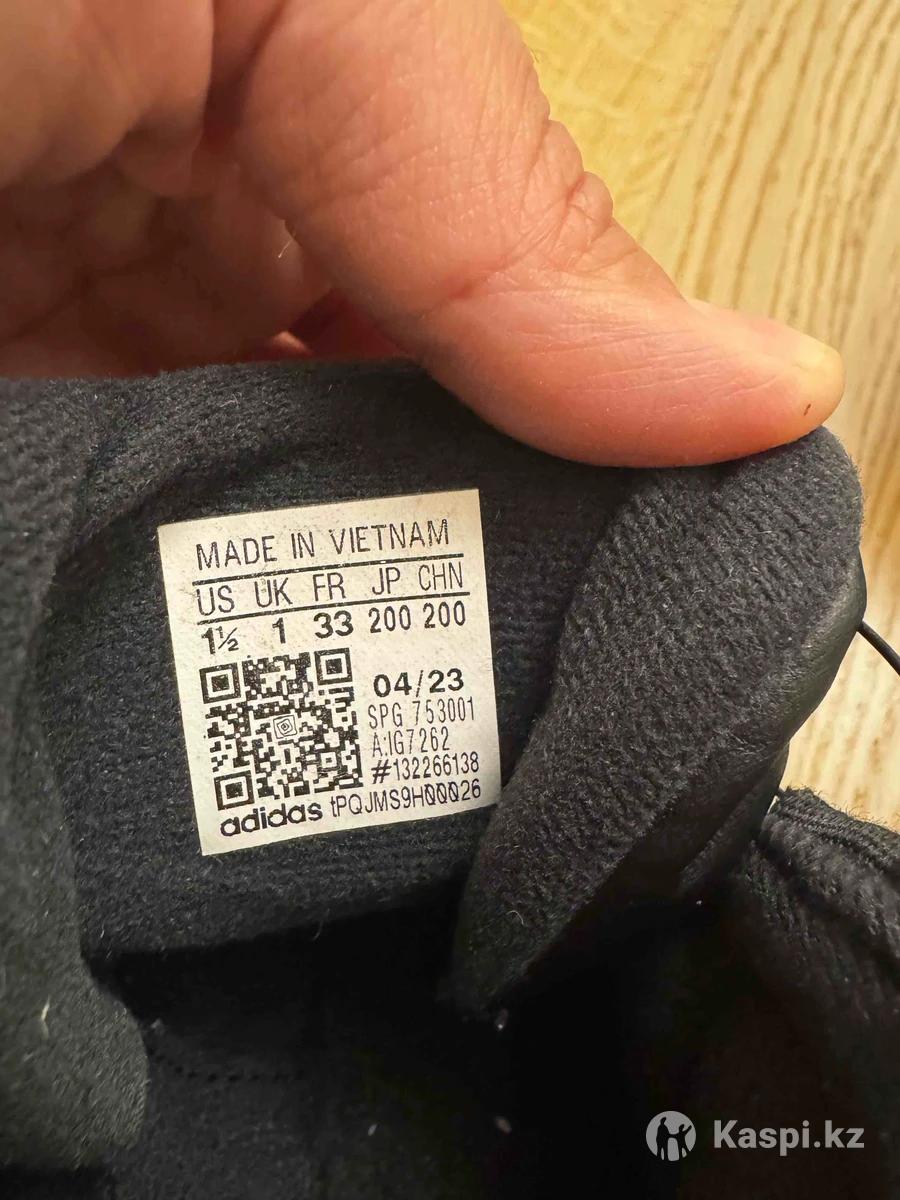 MADE IN VIETNAM
US UK FR JP CHN
1½ 1 33 200 200
04/23
SPG 753001
A:IG7262
#132266138
adidas tPQJMS9H00026
Kaspi.kz